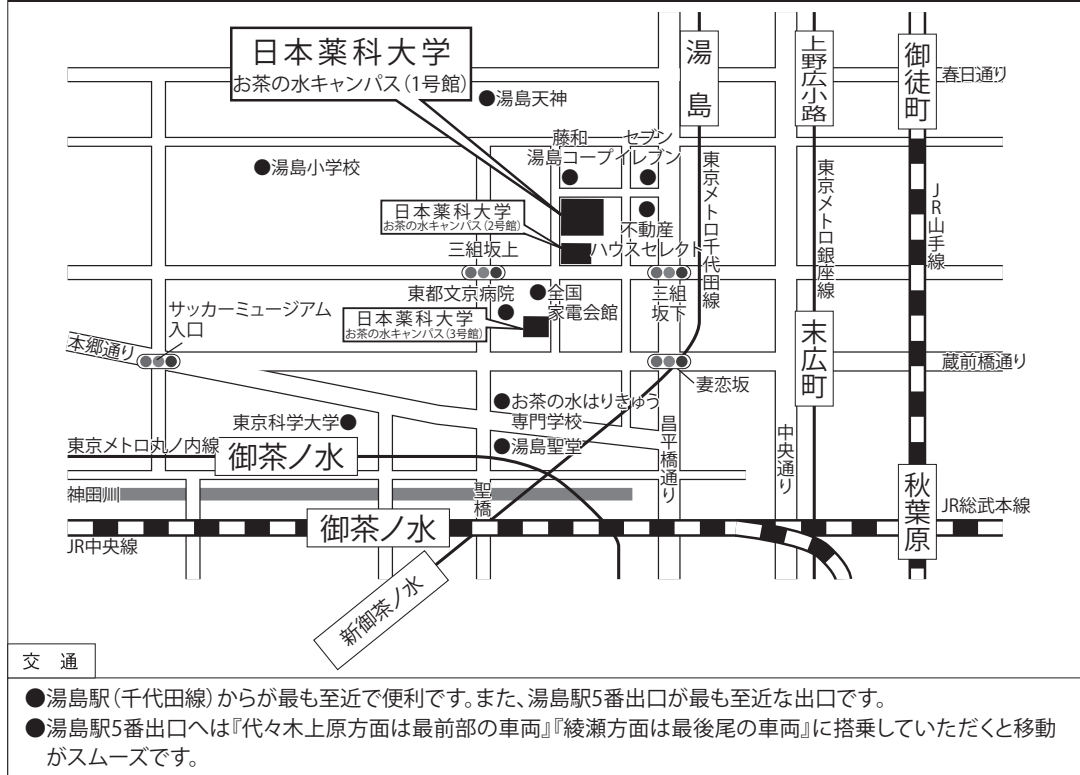 日本薬科大学
お茶の水キャンパス（1号館）
湯島
上野広小路
御徒町
春日通り
●湯島天神
藤和
湯島コープ
セブン
イレブン
●湯島小学校
東京メトロ千代田線
東京メトロ銀座線
JR山手線
日本薬科大学
お茶の水キャンパス（2号館）
不動産
ハウスセレクト
三組坂上
東都文京病院
全国
家電会館
三組
坂下
サッカーミュージアム
入口
日本薬科大学
お茶の水キャンパス（3号館）
末広町
本郷通り
蔵前橋通り
妻恋坂
●お茶の水はりきゅう
専門学校
東京科学大学●
●湯島聖堂
昌平橋通り
中央通り
東京メトロ丸ノ内線
御茶ノ水
秋葉原
神田川
聖橋
御茶ノ水
JR総武本線
JR中央線
新御茶ノ水
交 通
●湯島駅（千代田線）からが最も至近で便利です。また、湯島駅5番出口が最も至近な出口です。
●湯島駅5番出口へは『代々木上原方面は最前部の車両』『綾瀬方面は最後尾の車両』に搭乗していただくと移動
がスムーズです。